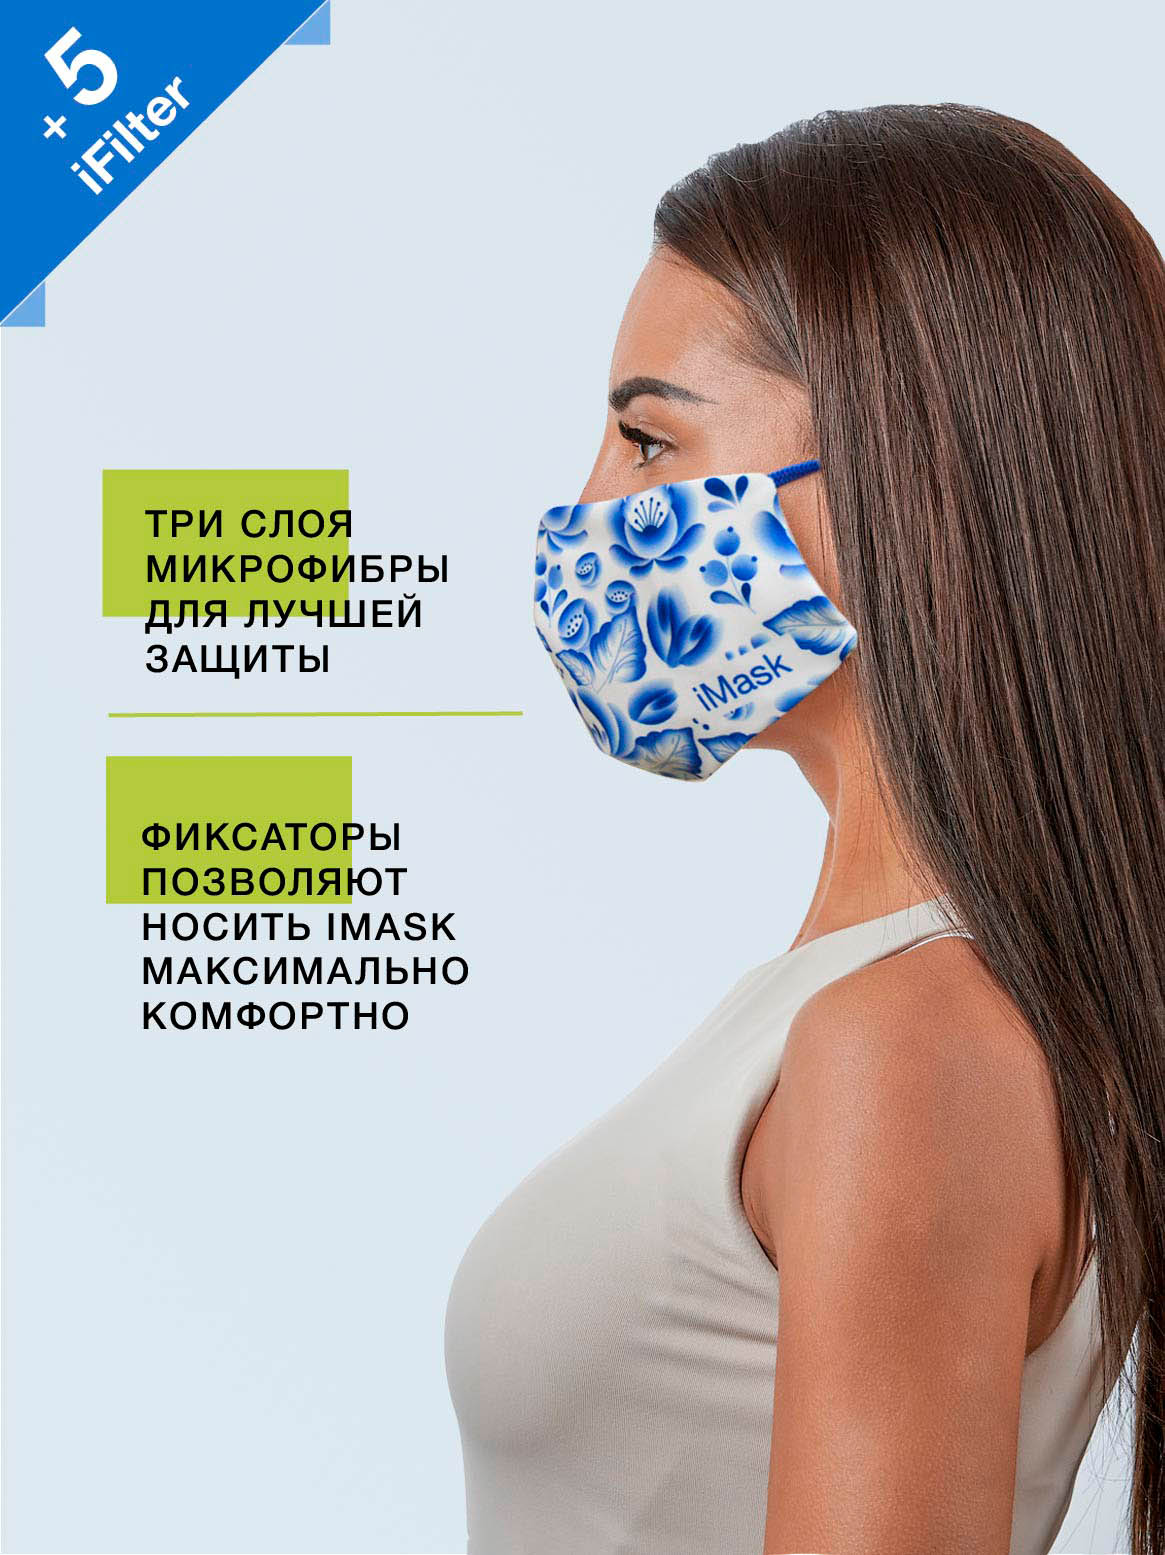 + 5
iFilter
ТРИ СЛОЯ
МИКРОФИБРЫ
ДЛЯ ЛУЧШЕЙ
ЗАЩИТЫ
iMask
ФИКСАТОРЫ
ПОЗВОЛЯЮТ
НОСИТЬ IMASK
МАКСИМАЛЬНО
КОМФОРТНО